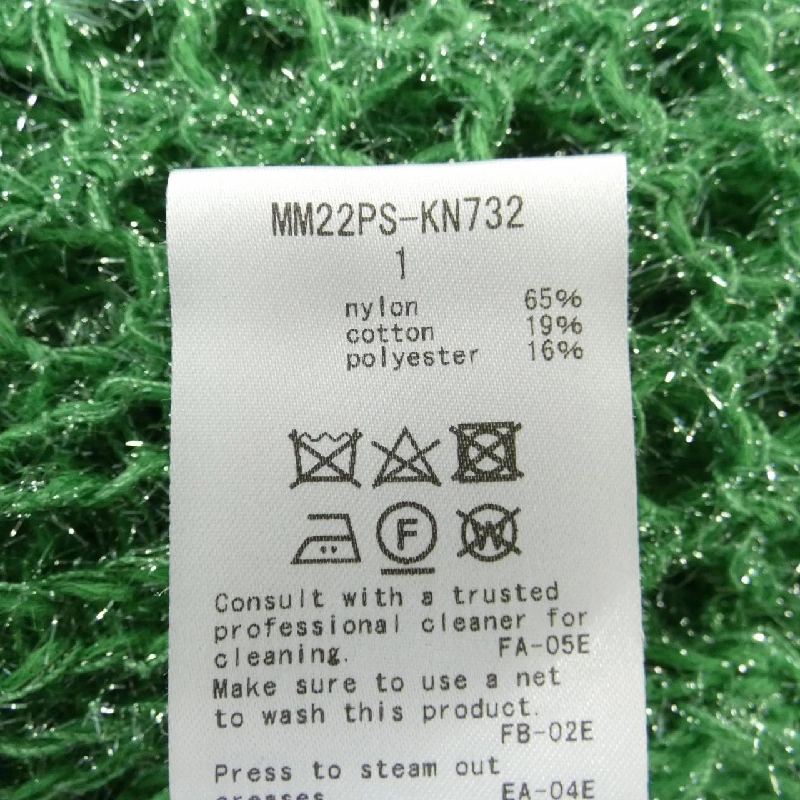 MM22PS-KN732
1
nylon 65%
cotton 19%
polyester 16%
F
W
Consult with a trusted
professional cleaner for
cleaning. FA-05E
Make sure to use a net
to wash this product.
FB-02E
Press to steam out
creases EA-04E